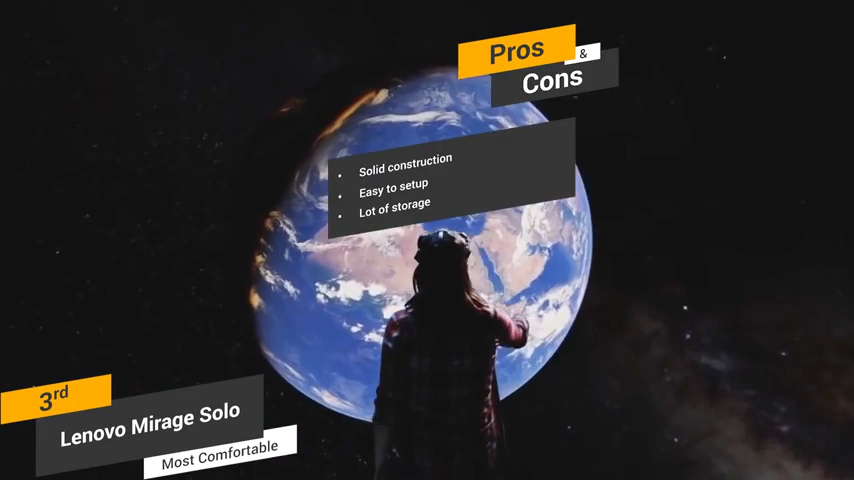 Pros
&
Cons
• Solid construction
• Easy to setup
• Lot of storage
3rd
Lenovo Mirage Solo
Most Comfortable